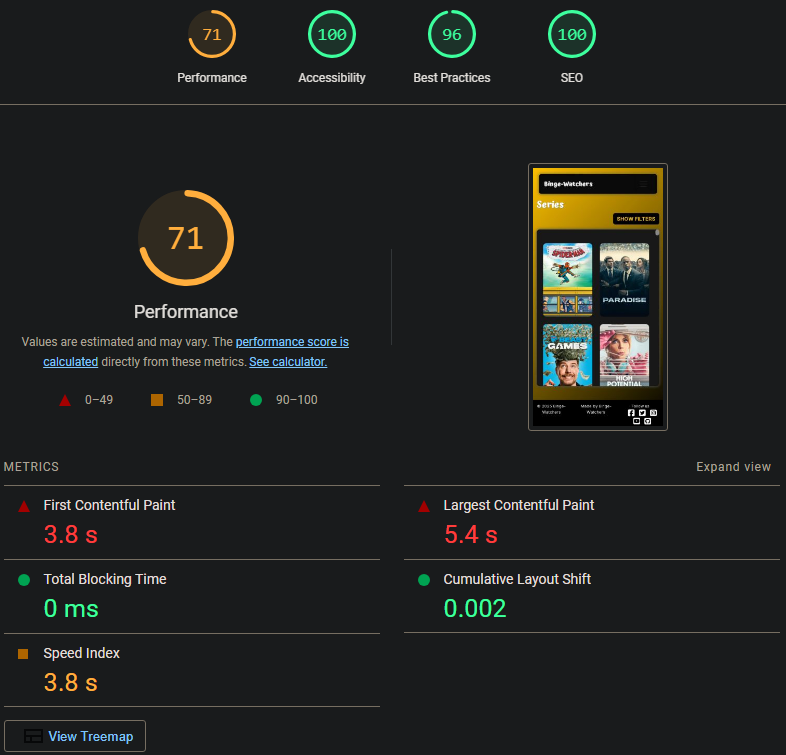 71
100
96
100
Performance
Accessibility
Best Practices
SEO
71
Performance
Values are estimated and may vary. The performance score is
calculated directly from these metrics. See calculator.
0–49
50–89
90–100
Binge-Watchers
Series
SHOW FILTERS
SPIDER-MAN
PARADISE
GAMES
HIGH
POTENTIAL
© 2025 Binge-
Watchers
Made by Binge-
Watchers
Follow us
METRICS
Expand view
First Contentful Paint
3.8 s
Largest Contentful Paint
5.4 s
Total Blocking Time
0 ms
Cumulative Layout Shift
0.002
Speed Index
3.8 s
View Treemap